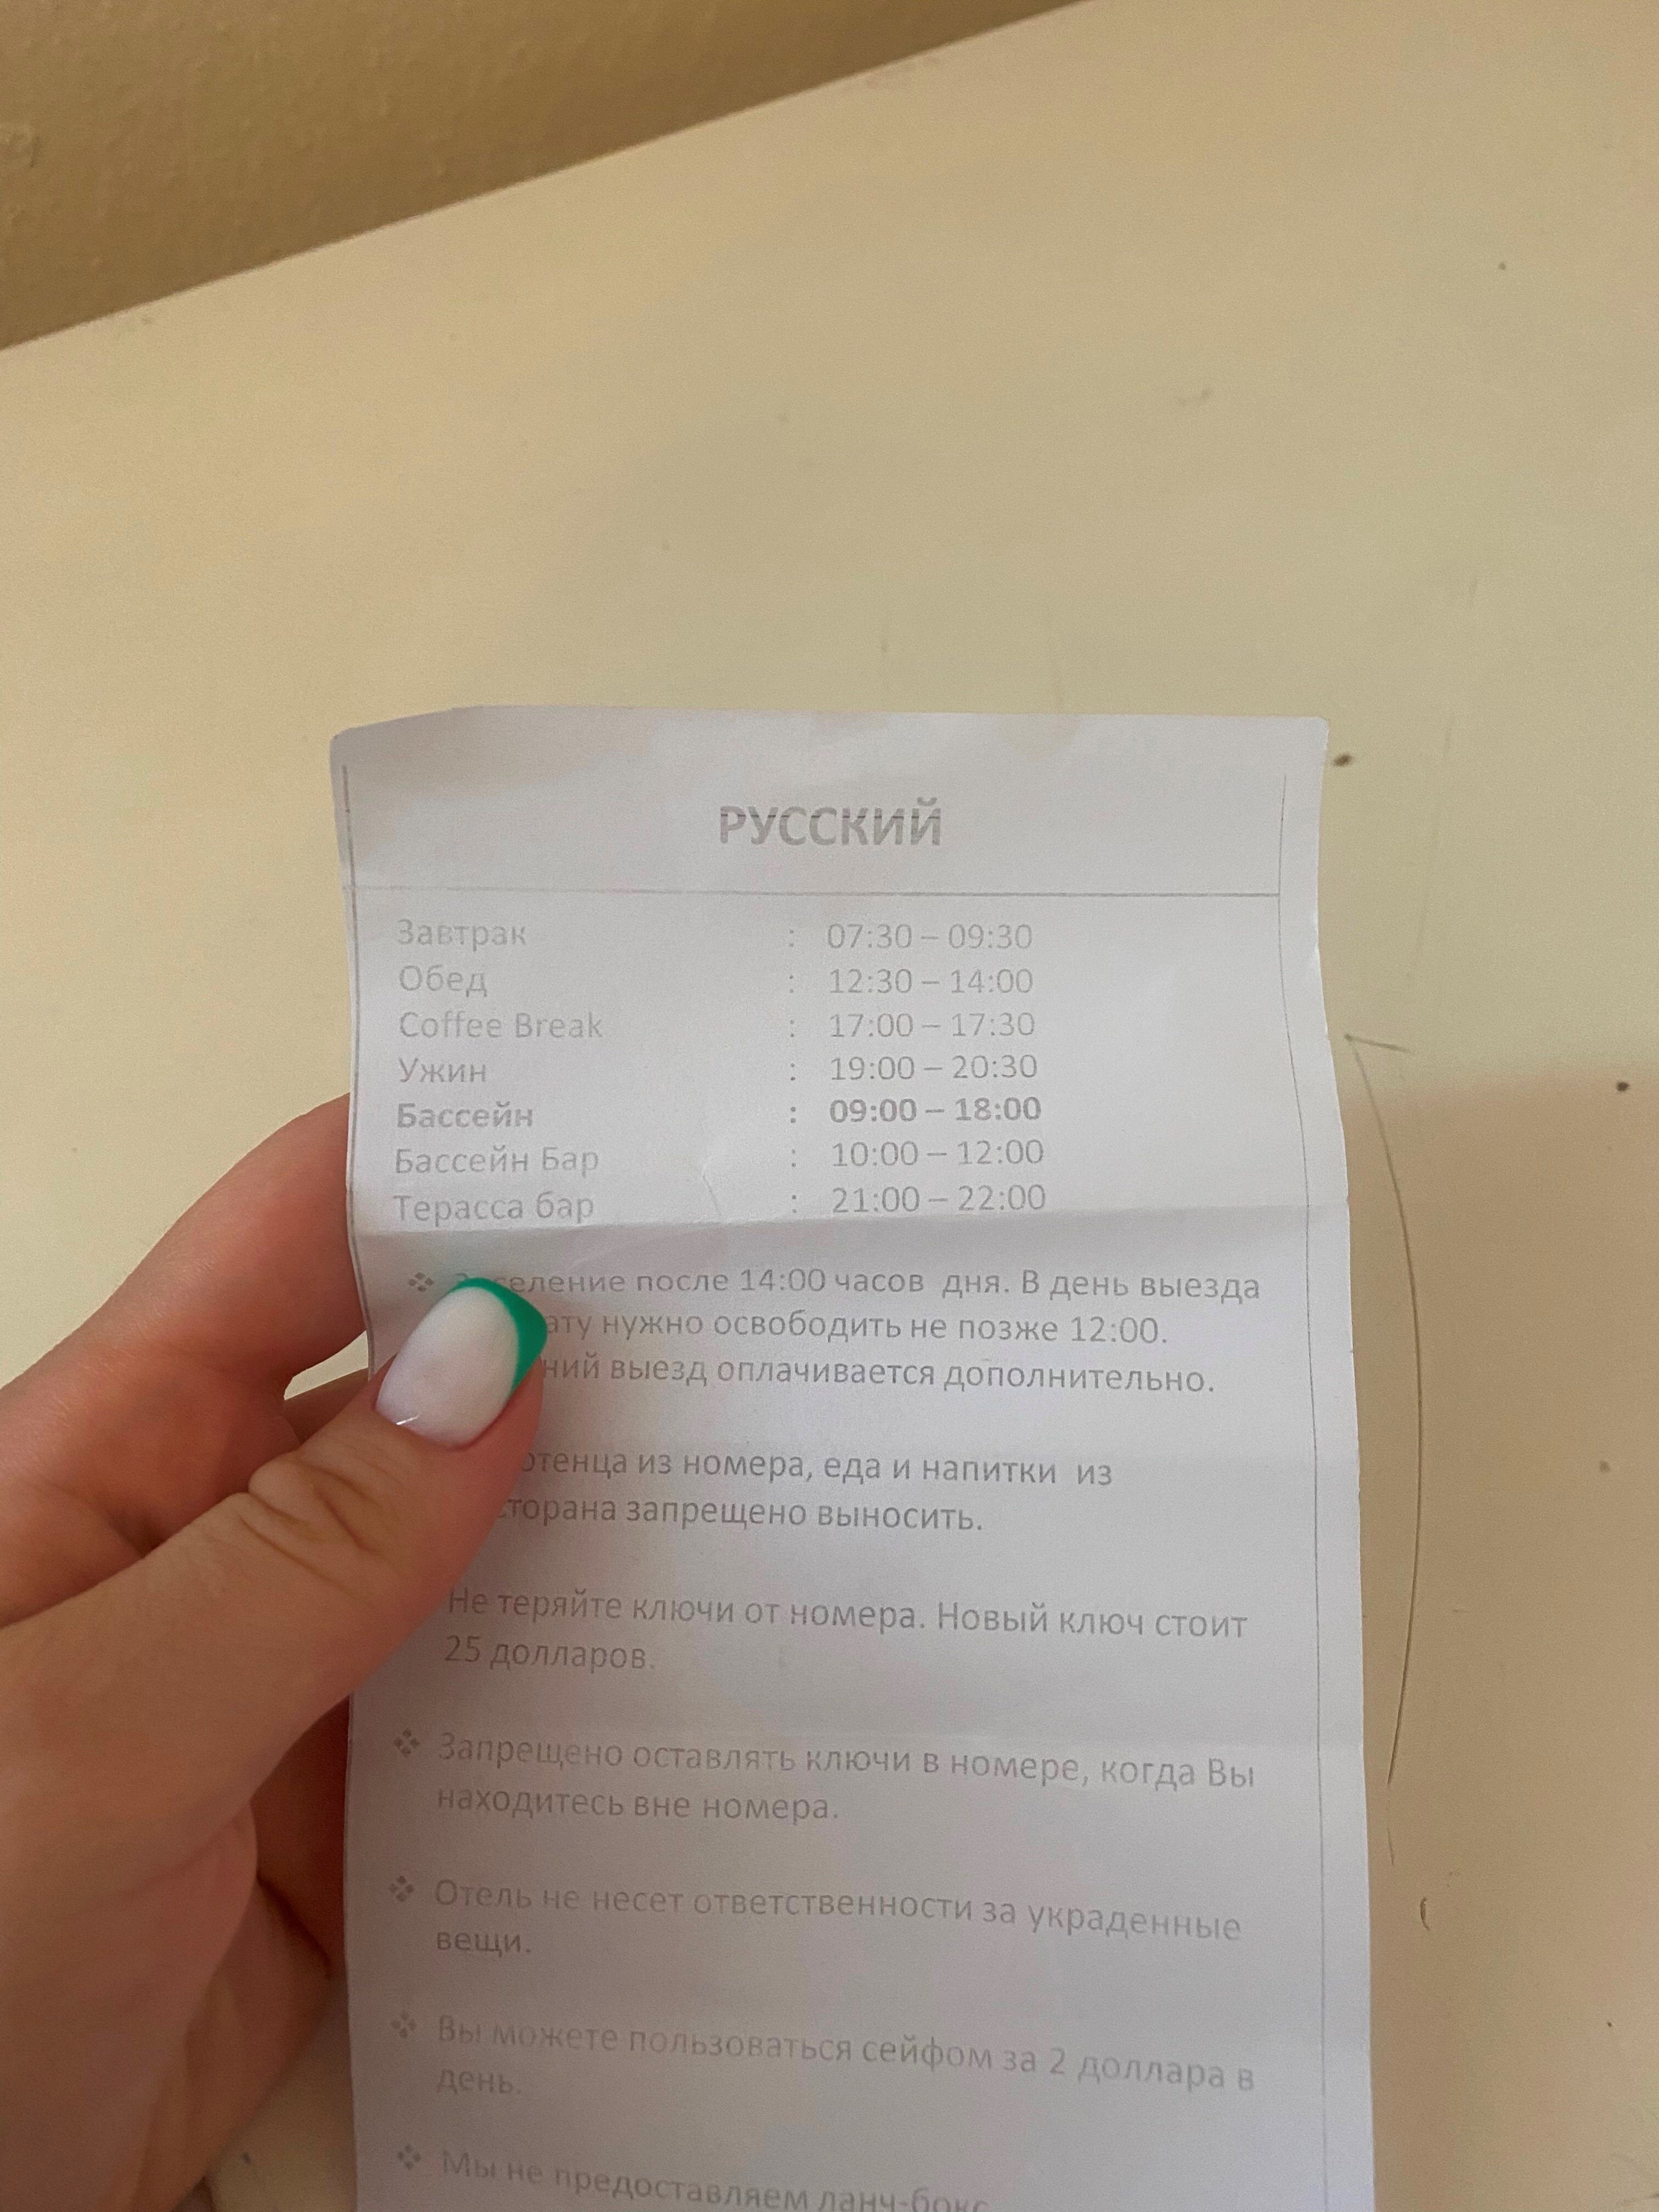 РУССКИЙ
Завтрак : 07:30 – 09:30
Обед : 12:30 – 14:00
Coffee Break : 17:00 – 17:30
Ужин : 19:00 – 20:30
Бассейн : 09:00 – 18:00
Бассейн Бар : 10:00 – 12:00
Терасса бар : 21:00 – 22:00
❖ после 14:00 часов дня. В день выезда
нужно освободить не позже 12:00.
выезд оплачивается дополнительно.
из номера, еда и напитки из
запрещено выносить.
Не теряйте ключи от номера. Новый ключ стоит
25 долларов.
❖ Запрещено оставлять ключи в номере, когда Вы
находитесь вне номера.
❖ Отель не несет ответственности за украденные
вещи.
❖ Вы можете пользоваться сейфом за 2 доллара в
день.
❖ Мы не предоставляем ланч-бокс